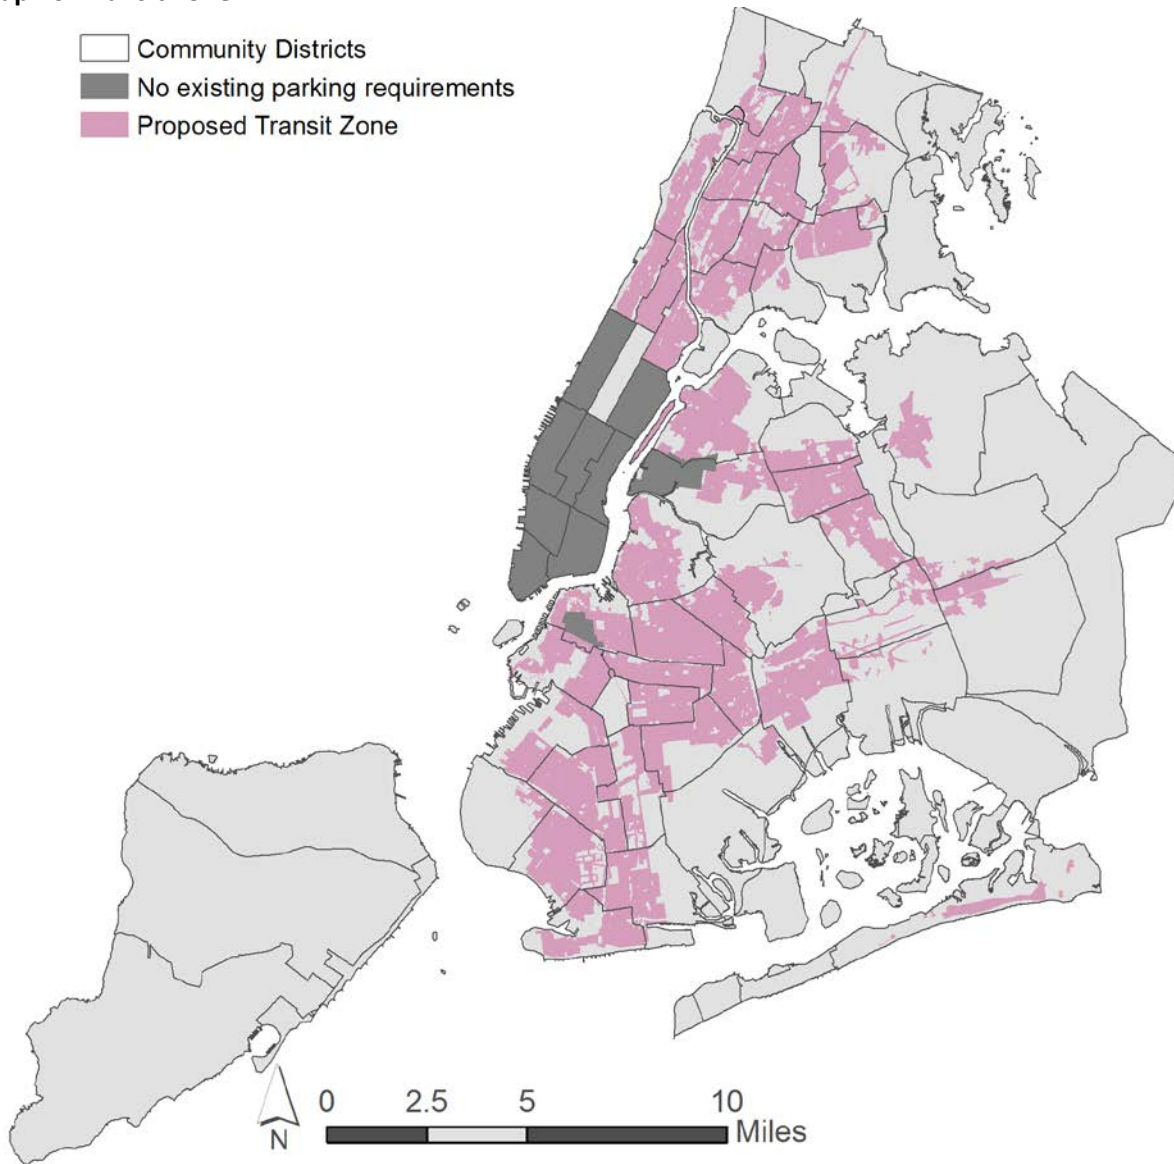 Community Districts
No existing parking requirements
Proposed Transit Zone
0 2.5 5 10
Miles
N